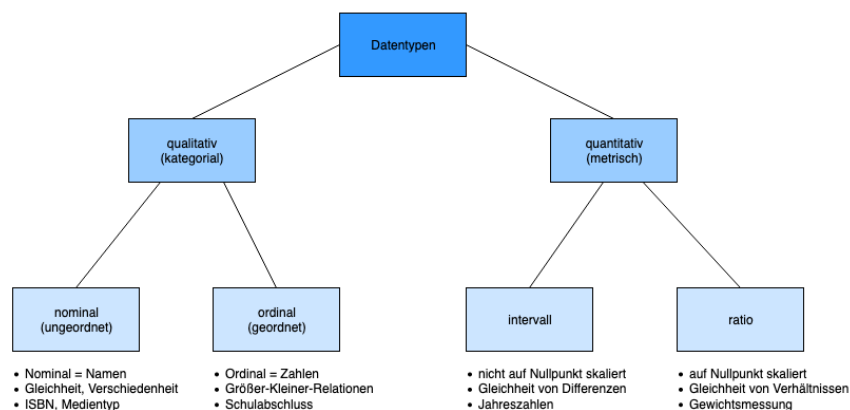 Datentypen
qualitativ
(kategorial)
quantitativ
(metrisch)
nominal
(ungeordnet)
ordinal
(geordnet)
intervall
ratio
• Nominal = Namen
• Gleichheit, Verschiedenheit
• ISBN, Medientyp
• Ordinal = Zahlen
• Größer-Kleiner-Relationen
• Schulabschluss
• nicht auf Nullpunkt skaliert
• Gleichheit von Differenzen
• Jahreszahlen
• auf Nullpunkt skaliert
• Gleichheit von Verhältnissen
• Gewichtsmessung